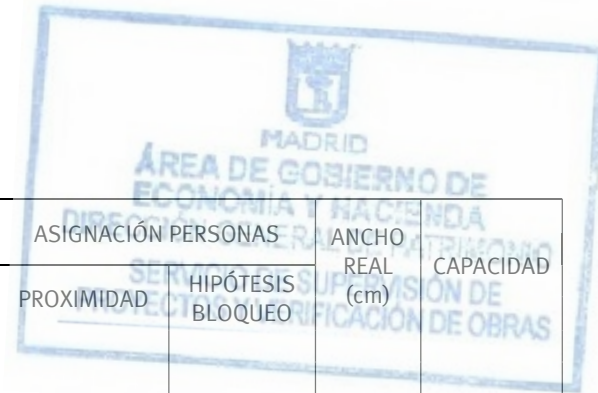 MADRID
ÁREA DE GOBIERNO DE
ECONOMÍA Y HACIENDA
DIRECCIÓN GENERAL DE PATRIMONIO
SERVICIO DE SUPERVISIÓN DE
PROYECTOS Y VERIFICACIÓN DE OBRAS
ASIGNACIÓN PERSONAS
PROXIMIDAD
HIPÓTESIS
BLOQUEO
ANCHO
REAL
(cm)
CAPACIDAD